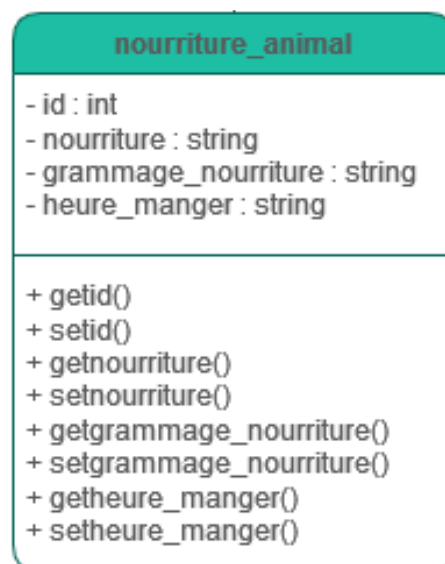 nourriture_animal
- id : int
- nourriture : string
- grammage_nourriture : string
- heure_manger : string
+ getid()
+ setid()
+ getnourriture()
+ setnourriture()
+ getgrammage_nourriture()
+ setgrammage_nourriture()
+ getheure_manger()
+ setheure_manger()